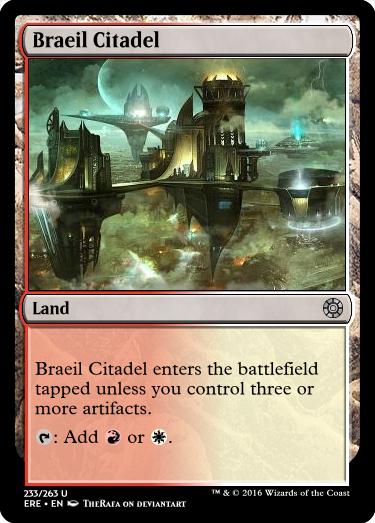 Braeil Citadel
Land
Braeil Citadel enters the battlefield
tapped unless you control three or
more artifacts.
: Add or .
233/263 U
ERE • EN TheRafa on deviantart
™ & © 2016 Wizards of the Coast